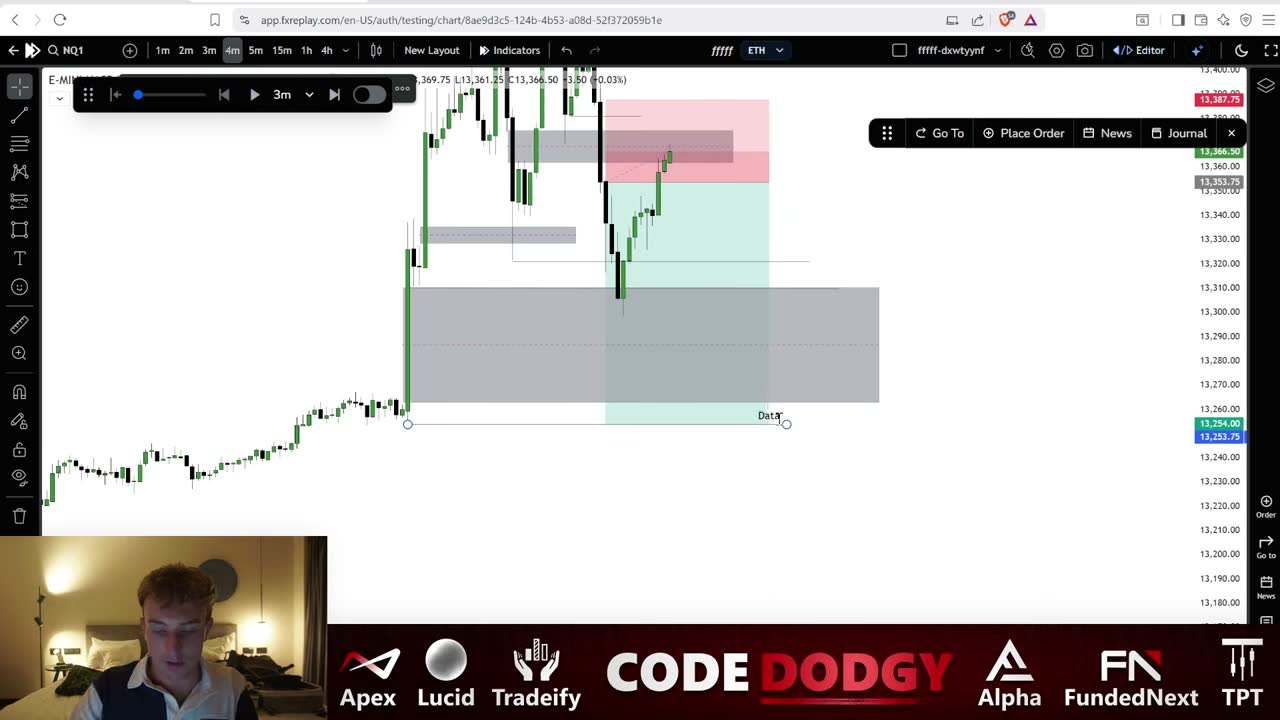 app.fxreplay.com/en-US/auth/testing/chart/8ae9d3c5-124b-4b53-a08d-52f372059b1e
NQ1
1m 2m 3m 4m 5m 15m 1h 4h
New Layout
Indicators
fffff
ETH
fffff-dxwtyynf
Editor
13,369.75 L13,361.25 C13,366.50 +3.50 (+0.03%)
3m
Go To
Place Order
News
Journal
13,400.00
13,387.75
13,366.50
13,360.00
13,353.75
13,350.00
13,340.00
13,330.00
13,320.00
13,310.00
13,300.00
13,290.00
13,280.00
13,270.00
13,260.00
13,254.00
13,253.75
13,240.00
13,230.00
13,220.00
13,210.00
13,200.00
13,190.00
13,180.00
Data
Order
Go to
News
Apex
Lucid
Tradeify
CODE DODGY
Alpha
FN
FundedNext
TPT